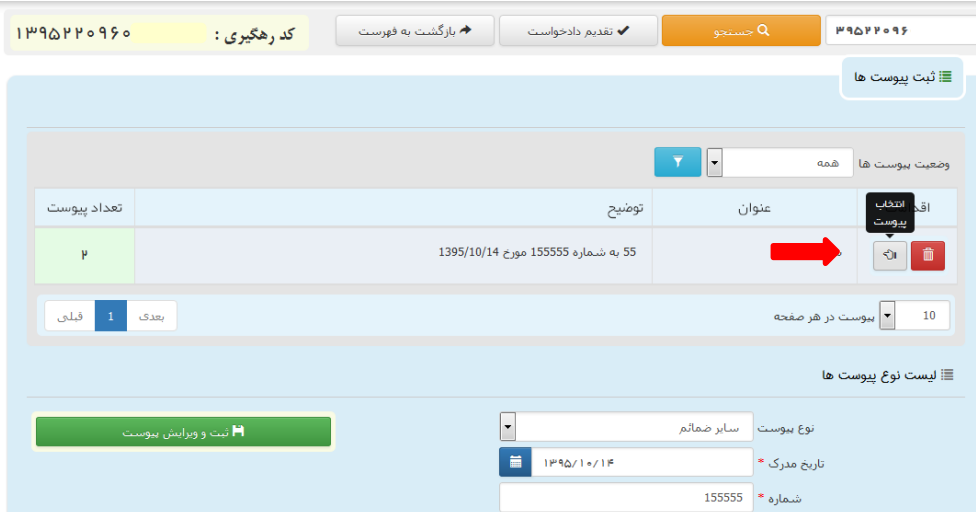 ۳۹۵۲۲۰۹۶ جستجو تقدیم دادخواست بازگشت به فهرست کد رهگیری : ۱۳۹۵۲۲۰۹۶۰
ثبت پیوست ها
وضعیت پیوست ها همه
عنوان توضیح تعداد پیوست
انتخاب
پیوست
55 به شماره 155555 مورخ 1395/10/14 ۲
10 پیوست در هر صفحه بعدی 1 قبلی
لیست نوع پیوست ها
نوع پیوست سایر ضمائم ثبت و ویرایش پیوست
تاریخ مدرک * ۱۳۹۵/۱۰/۱۴
شماره * 155555